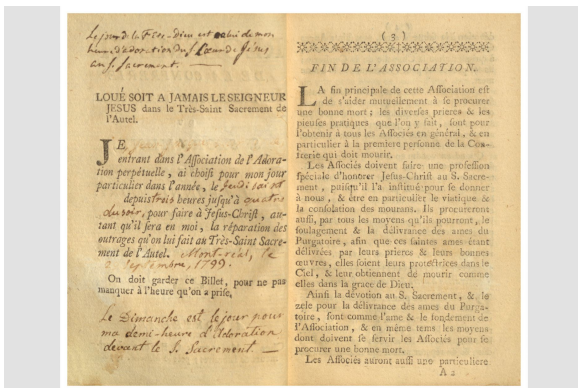 Le jour de la Fête-dieu est celui de mon
heure d'adoration du S. Cœur de Jésus
au S. Sacrement. —
LOUÉ SOIT A JAMAIS LE SEIGNEUR
JESUS dans le Très-Saint Sacrement de
l'Autel.
JE,
entrant dans l'Association de l'Adora-
tion perpétuelle, ai choisi pour mon jour
particulier dans l'année, le Jeudi saint
depuis trois heures jusqu'à quatre
du soir, pour faire à Jesus-Christ, au-
tant qu'il sera en moi, la réparation des
outrages qu'on lui fait au Très-Saint Sacre-
ment de l'Autel. Mont-real, le
Septembre, 1799.
On doit garder ce Billet, pour ne pas
manquer à l'heure qu'on a prise,
Le Dimanche est le jour pour
ma demi-heure d'adoration
devant le S. Sacrement —
( 3 )
FIN DE L'ASSOCIATION.
LA fin principale de cette Association est
de s'aider mutuellement à se procurer
une bonne mort; les diverses prieres & les
pieuses pratiques que l'on y fait, sont pour
l'obtenir à tous les Associés en général, & en
particulier à la premiere personne de la Con-
frerie qui doit mourir.
Les Associés doivent faire une profession
spéciale d'honorer Jesus-Christ au S. Sacre-
ment, puisqu'il l'a institué pour se donner
à nous, & être en particulier le viatique &
la consolation des mourans. Ils procureront
aussi, par tous les moyens qu'ils pourront, le
soulagement & la délivrance des ames du
Purgatoire, afin que ces saintes ames étant
délivrées par leurs prieres & leurs bonnes
œuvres, elles soient leurs protectrices dans le
Ciel, & leur obtiennent de mourir comme
elles dans la grace de Dieu.
Ainsi la dévotion au S. Sacrement, & le
zele pour la délivrance des ames du Purga-
toire, sont comme l'ame & le fondement de
l'Association, & en même tems les moyens
dont doivent se servir les Associés pour se
procurer une bonne mort.
Les Associés auront aussi une particuliere
A 2